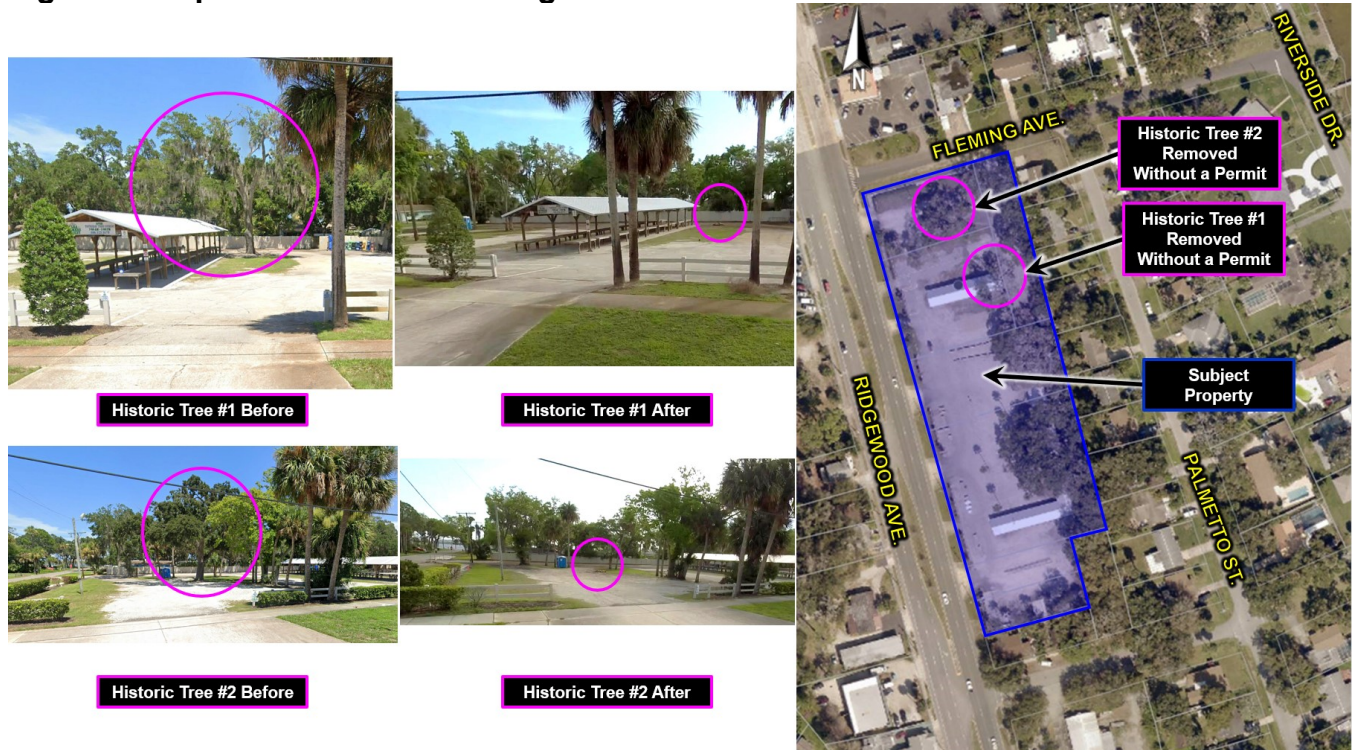 Historic Tree #1 Before
Historic Tree #1 After
Historic Tree #2 Before
Historic Tree #2 After
N
RIVERSIDE DR.
FLEMING AVE.
Historic Tree #2
Removed
Without a Permit
Historic Tree #1
Removed
Without a Permit
Subject
Property
RIDGEWOOD AVE.
PALMETTO ST.